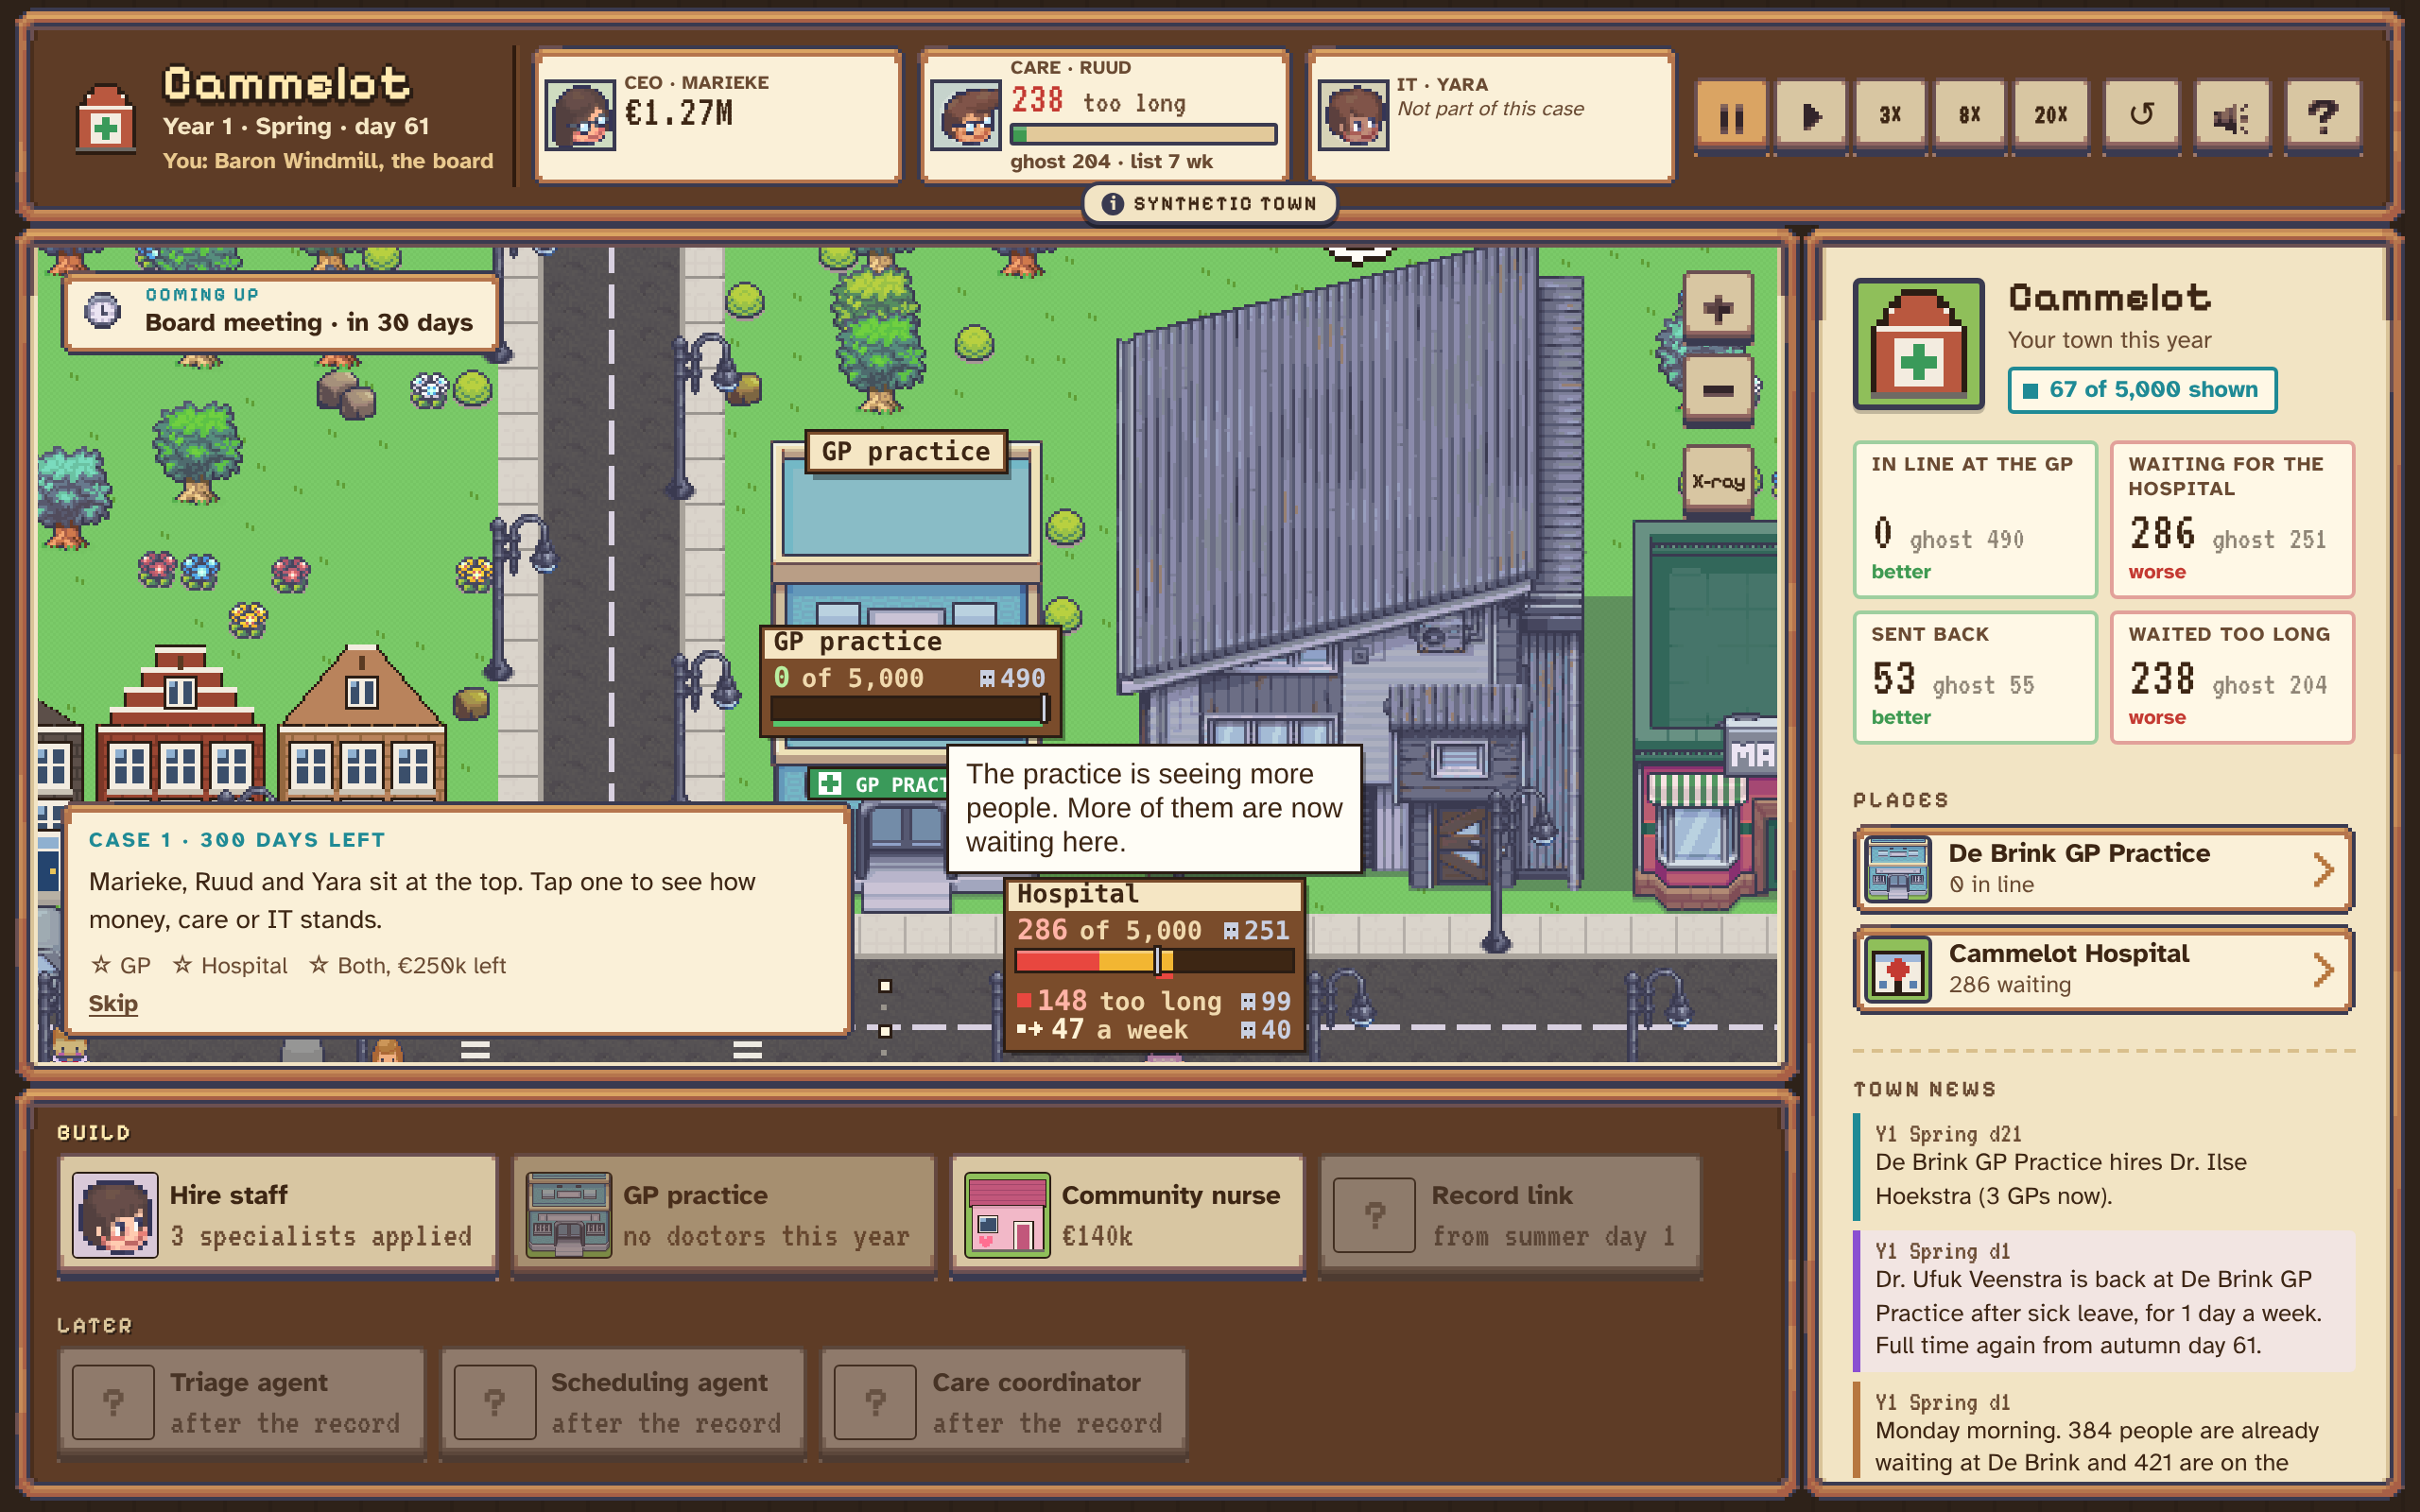 Cammelot
Year 1 · Spring · day 61
You: Baron Windmill, the board
CEO · MARIEKE
€1.27M
CARE · RUUD
238 too long
ghost 204 · list 7 wk
IT · YARA
Not part of this case
3X
8X
20X
↺
?
i SYNTHETIC TOWN
COMING UP
Board meeting · in 30 days
+
−
X-ray
GP practice
GP practice
0 of 5,000 490
GP PRACT
MA
The practice is seeing more
people. More of them are now
waiting here.
Hospital
286 of 5,000 251
148 too long 99
47 a week 40
CASE 1 · 300 DAYS LEFT
Marieke, Ruud and Yara sit at the top. Tap one to see how
money, care or IT stands.
☆ GP ☆ Hospital ☆ Both, €250k left
Skip
BUILD
Hire staff
3 specialists applied
GP practice
no doctors this year
Community nurse
€140k
?
Record link
from summer day 1
LATER
?
Triage agent
after the record
?
Scheduling agent
after the record
?
Care coordinator
after the record
Cammelot
Your town this year
67 of 5,000 shown
IN LINE AT THE GP
0 ghost 490
better
WAITING FOR THE
HOSPITAL
286 ghost 251
worse
SENT BACK
53 ghost 55
better
WAITED TOO LONG
238 ghost 204
worse
PLACES
De Brink GP Practice
0 in line
Cammelot Hospital
286 waiting
TOWN NEWS
Y1 Spring d21
De Brink GP Practice hires Dr. Ilse
Hoekstra (3 GPs now).
Y1 Spring d1
Dr. Ufuk Veenstra is back at De Brink GP
Practice after sick leave, for 1 day a week.
Full time again from autumn day 61.
Y1 Spring d1
Monday morning. 384 people are already
waiting at De Brink and 421 are on the